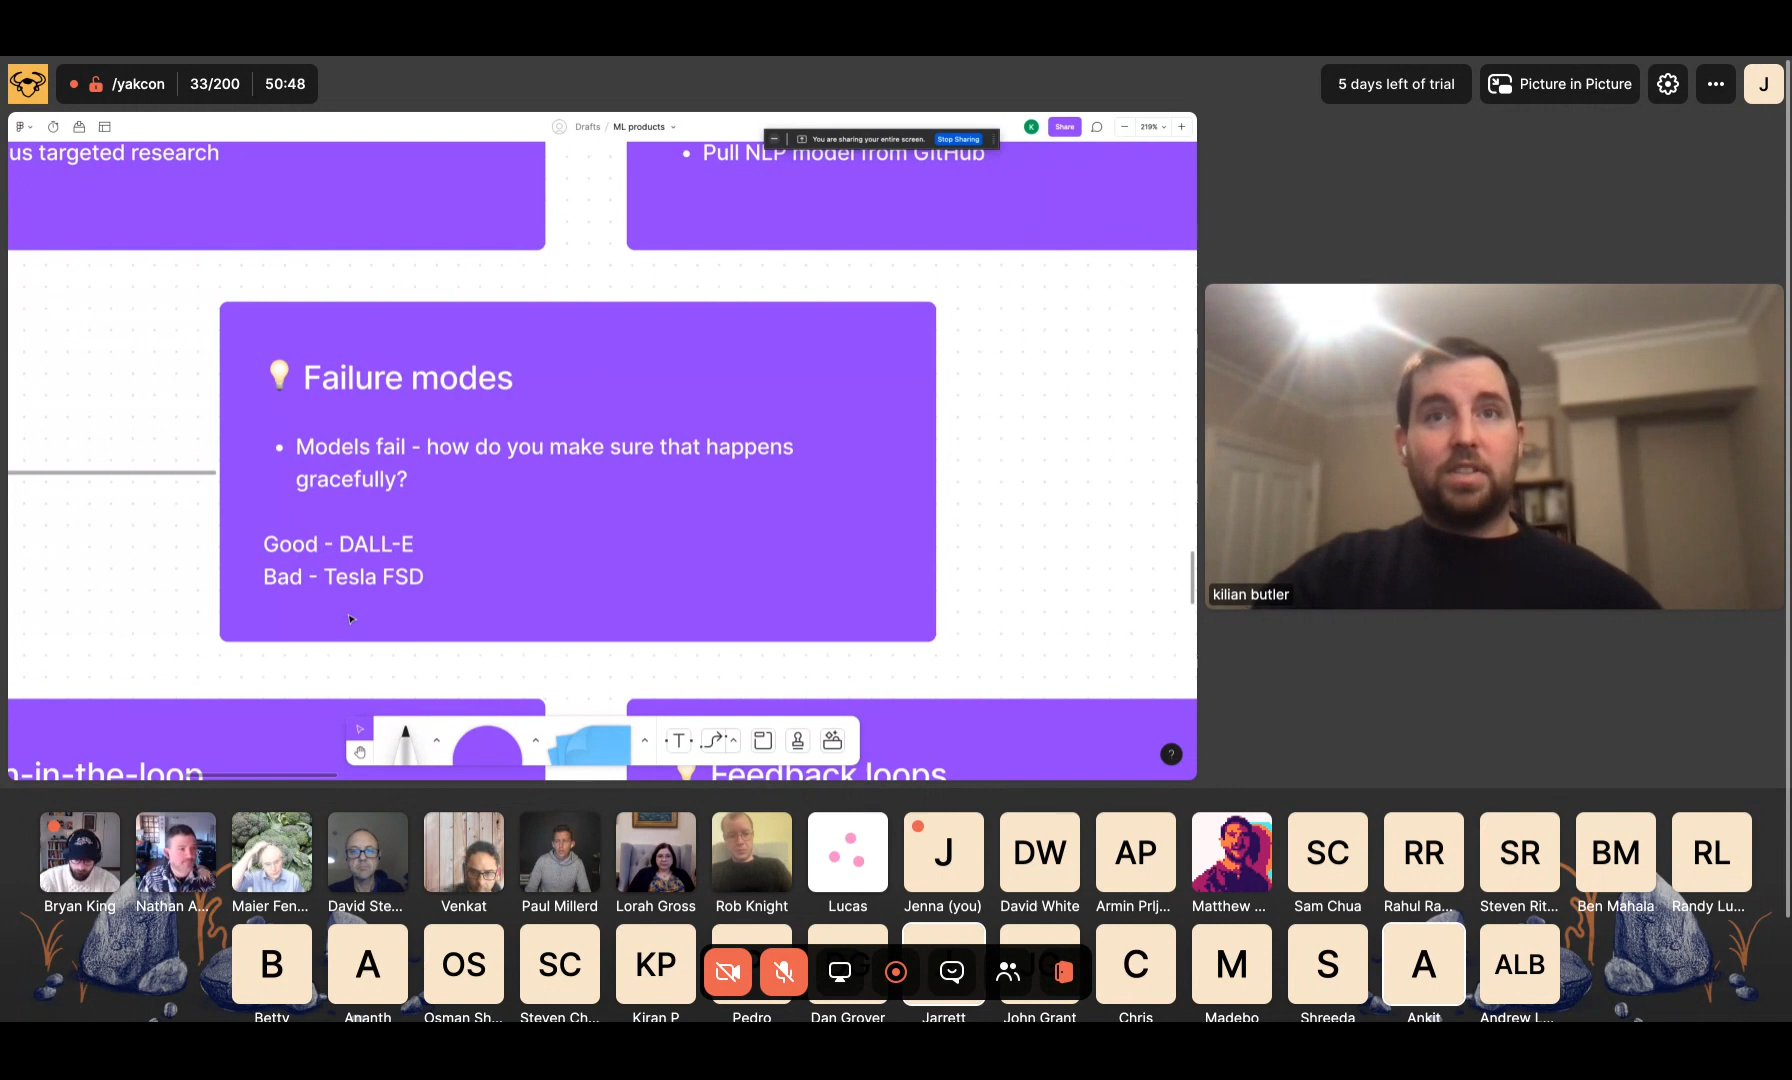 /yakcon
33/200
50:48
5 days left of trial
Picture in Picture
J
Drafts / ML products
You are sharing your entire screen.
Stop Sharing
K
Share
219%
us targeted research
Pull NLP model from GitHub
💡 Failure modes
• Models fail - how do you make sure that happens
gracefully?
Good - DALL-E
Bad - Tesla FSD
kilian butler
T
?
n-in-the-loop
💡 Feedback loops
J
DW
AP
SC
RR
SR
BM
RL
Bryan King
Nathan A...
Maier Fen...
David Ste...
Venkat
Paul Millerd
Lorah Gross
Rob Knight
Lucas
Jenna (you)
David White
Armin Prlj...
Matthew ...
Sam Chua
Rahul Ra...
Steven Rit...
Ben Mahala
Randy Lu...
B
A
OS
SC
KP
C
M
S
A
ALB
Betty
Ananth
Osman Sh...
Steven Ch...
Kiran P
Pedro
Dan Grover
Jarrett
John Grant
Chris
Madebo
Shreeda
Ankit
Andrew L...